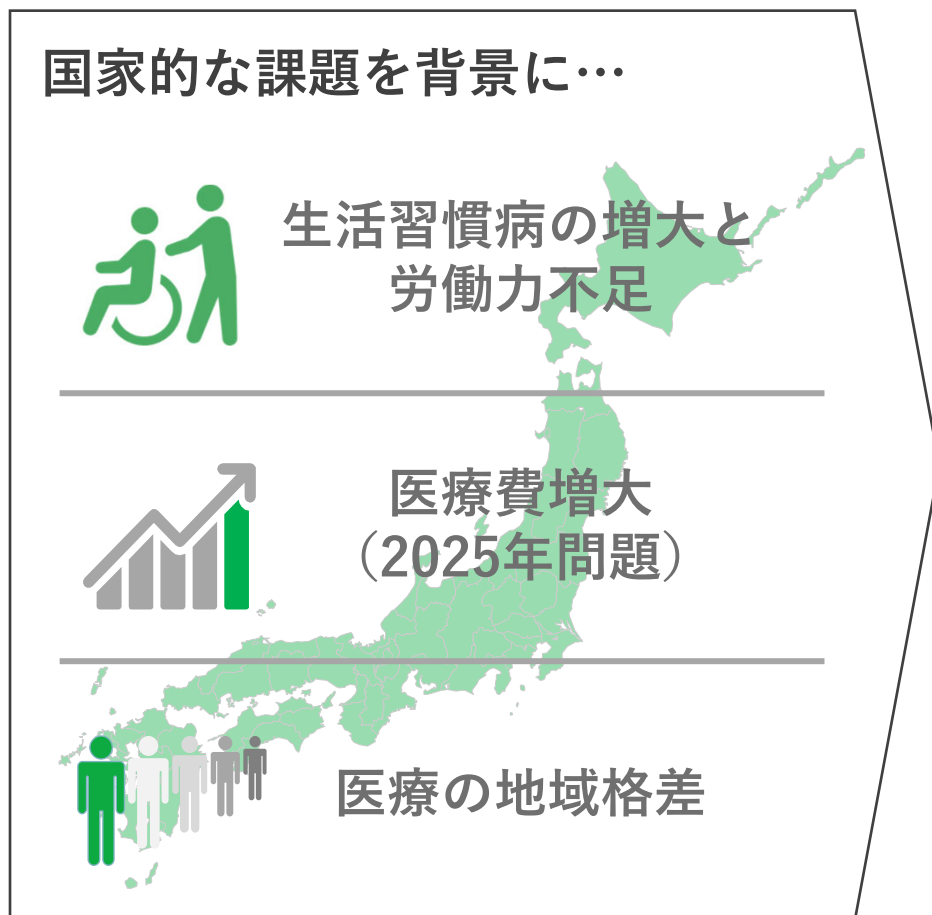 国家的な課題を背景に…
生活習慣病の増大と
労働力不足
医療費増大
（2025年問題）
医療の地域格差